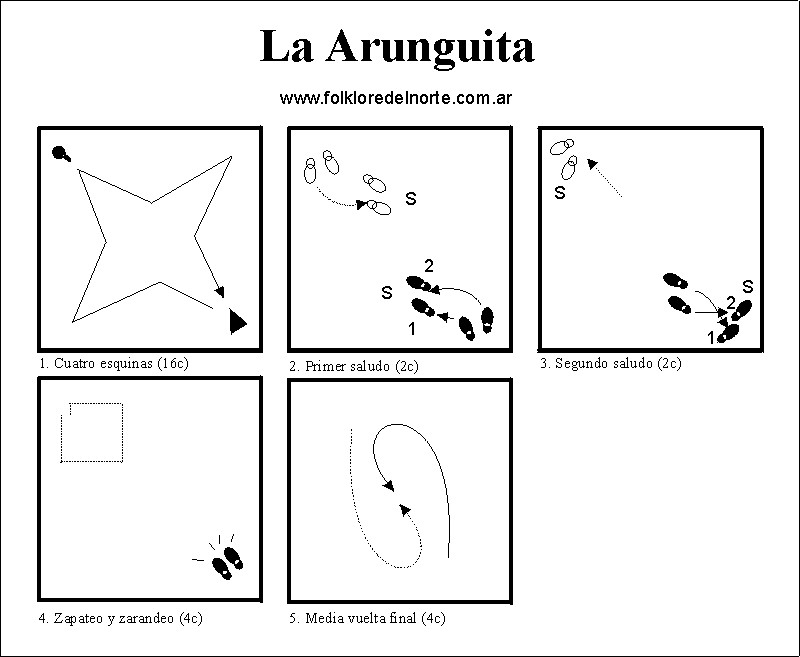 La Arunguita
www.folkloredelnorte.com.ar
S
2
S
1
S
S
2
1
1. Cuatro esquinas (16c)
2. Primer saludo (2c)
3. Segundo saludo (2c)
4. Zapateo y zarandeo (4c)
5. Media vuelta final (4c)